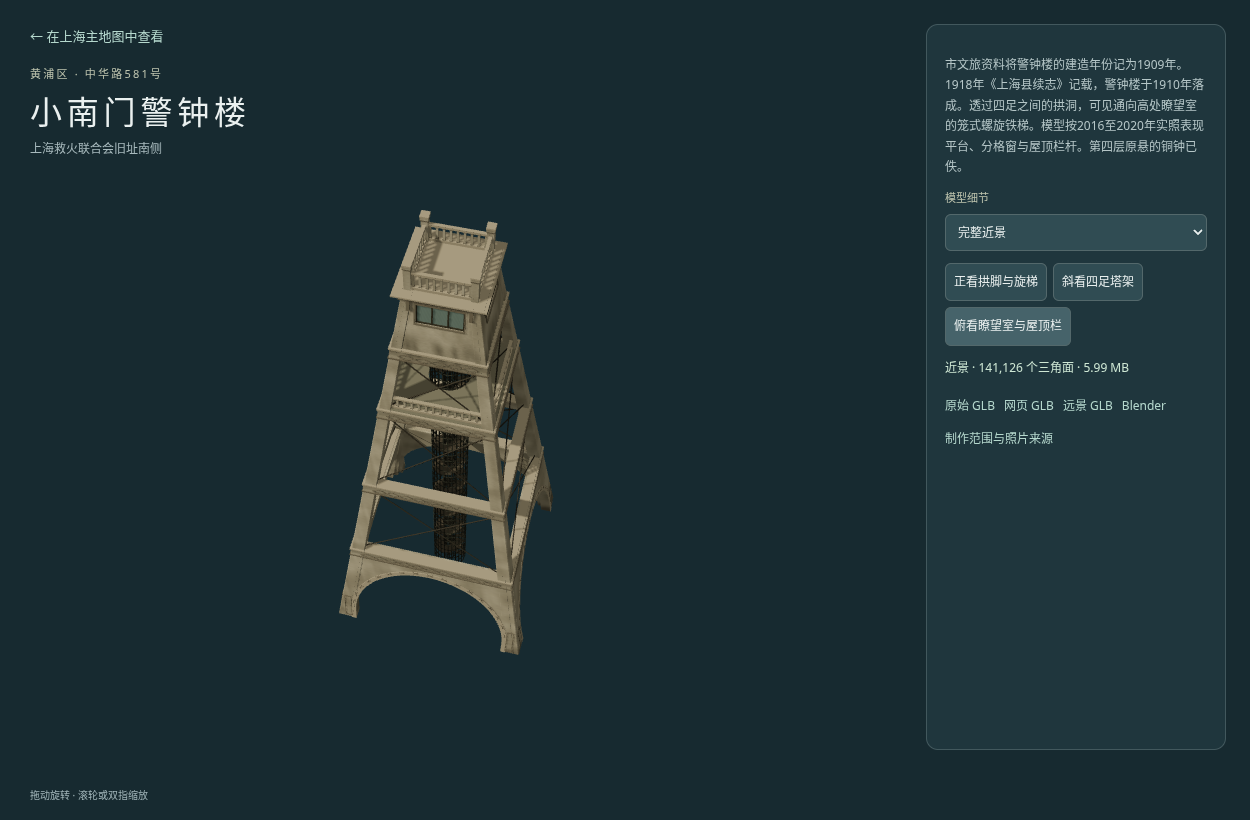 ← 在上海主地图中查看
黄浦区 · 中华路581号
小南门警钟楼
上海救火联合会旧址南侧
市文旅资料将警钟楼的建造年份记为1909年。
1918年《上海县续志》记载，警钟楼于1910年落
成。透过四足之间的拱洞，可见通向高处瞭望室
的笼式螺旋铁梯。模型按2016至2020年实照表现
平台、分格窗与屋顶栏杆。第四层原悬的铜钟已
佚。
模型细节
完整近景
正看拱脚与旋梯
斜看四足塔架
俯看瞭望室与屋顶栏
近景 · 141,126 个三角面 · 5.99 MB
原始 GLB 网页 GLB 远景 GLB Blender
制作范围与照片来源
拖动旋转 · 滚轮或双指缩放